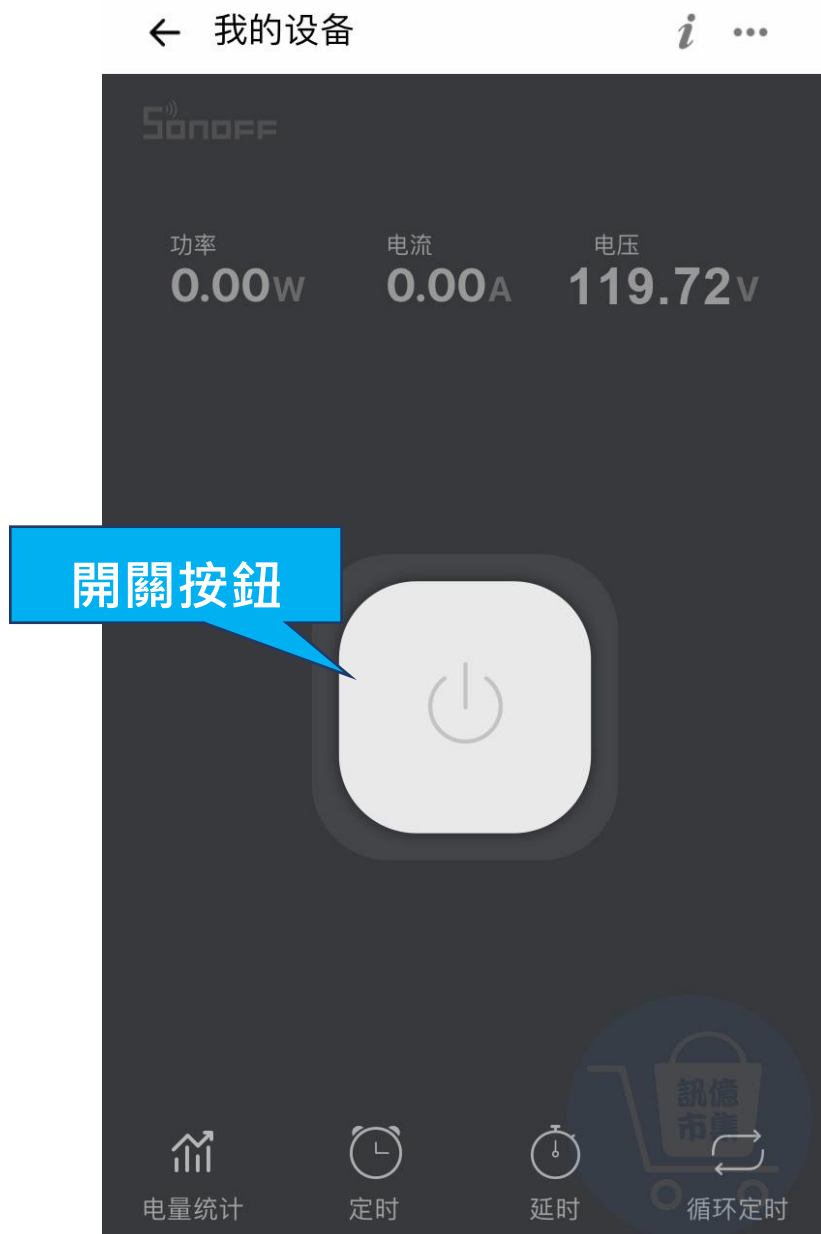 我的设备
SONOFF
功率 电流 电压
0.00W 0.00A 119.72V
開關按鈕
訊億
市集
电量统计 定时 延时 循环定时